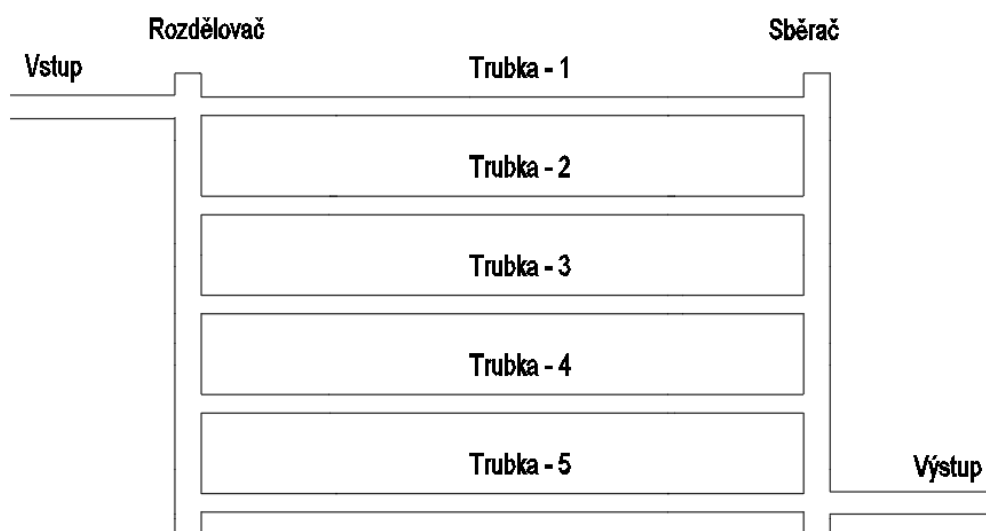 Rozdělovač
Sběrač
Vstup
Trubka - 1
Trubka - 2
Trubka - 3
Trubka - 4
Trubka - 5
Výstup